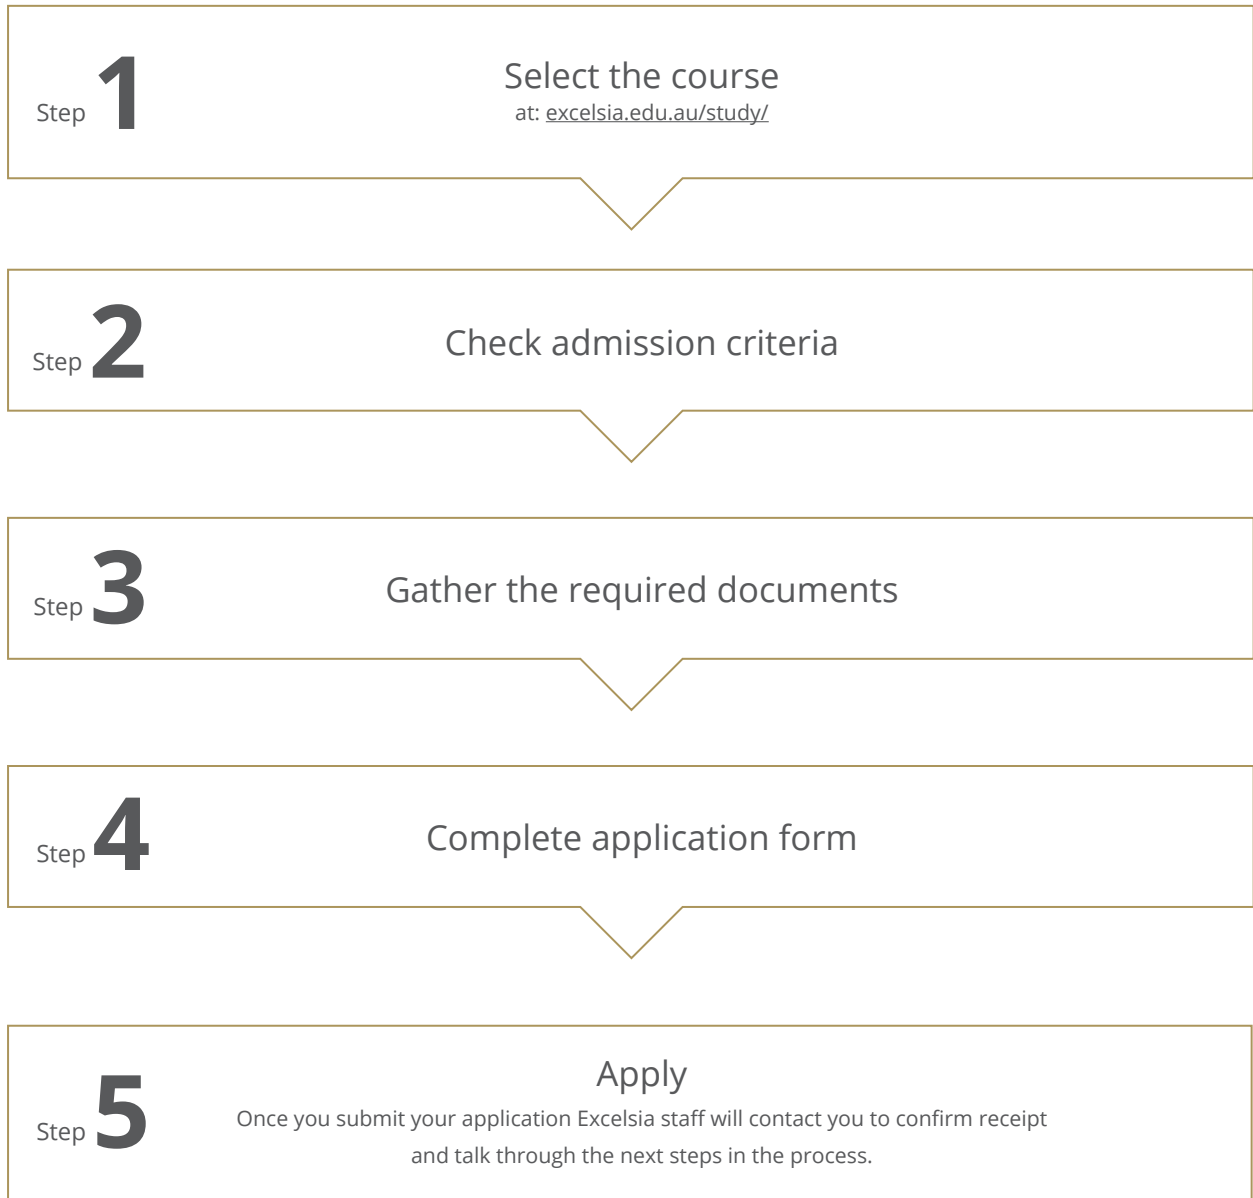 Step 1
Select the course
at: excelsia.edu.au/study/
Step 2
Check admission criteria
Step 3
Gather the required documents
Step 4
Complete application form
Step 5
Apply
Once you submit your application Excelsia staff will contact you to confirm receipt
and talk through the next steps in the process.